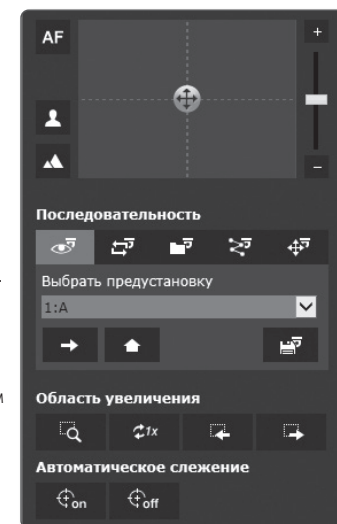 AF
+
-
Последовательность
Выбрать предустановку
1:A
Область увеличения
1x
Автоматическое слежение
on
off